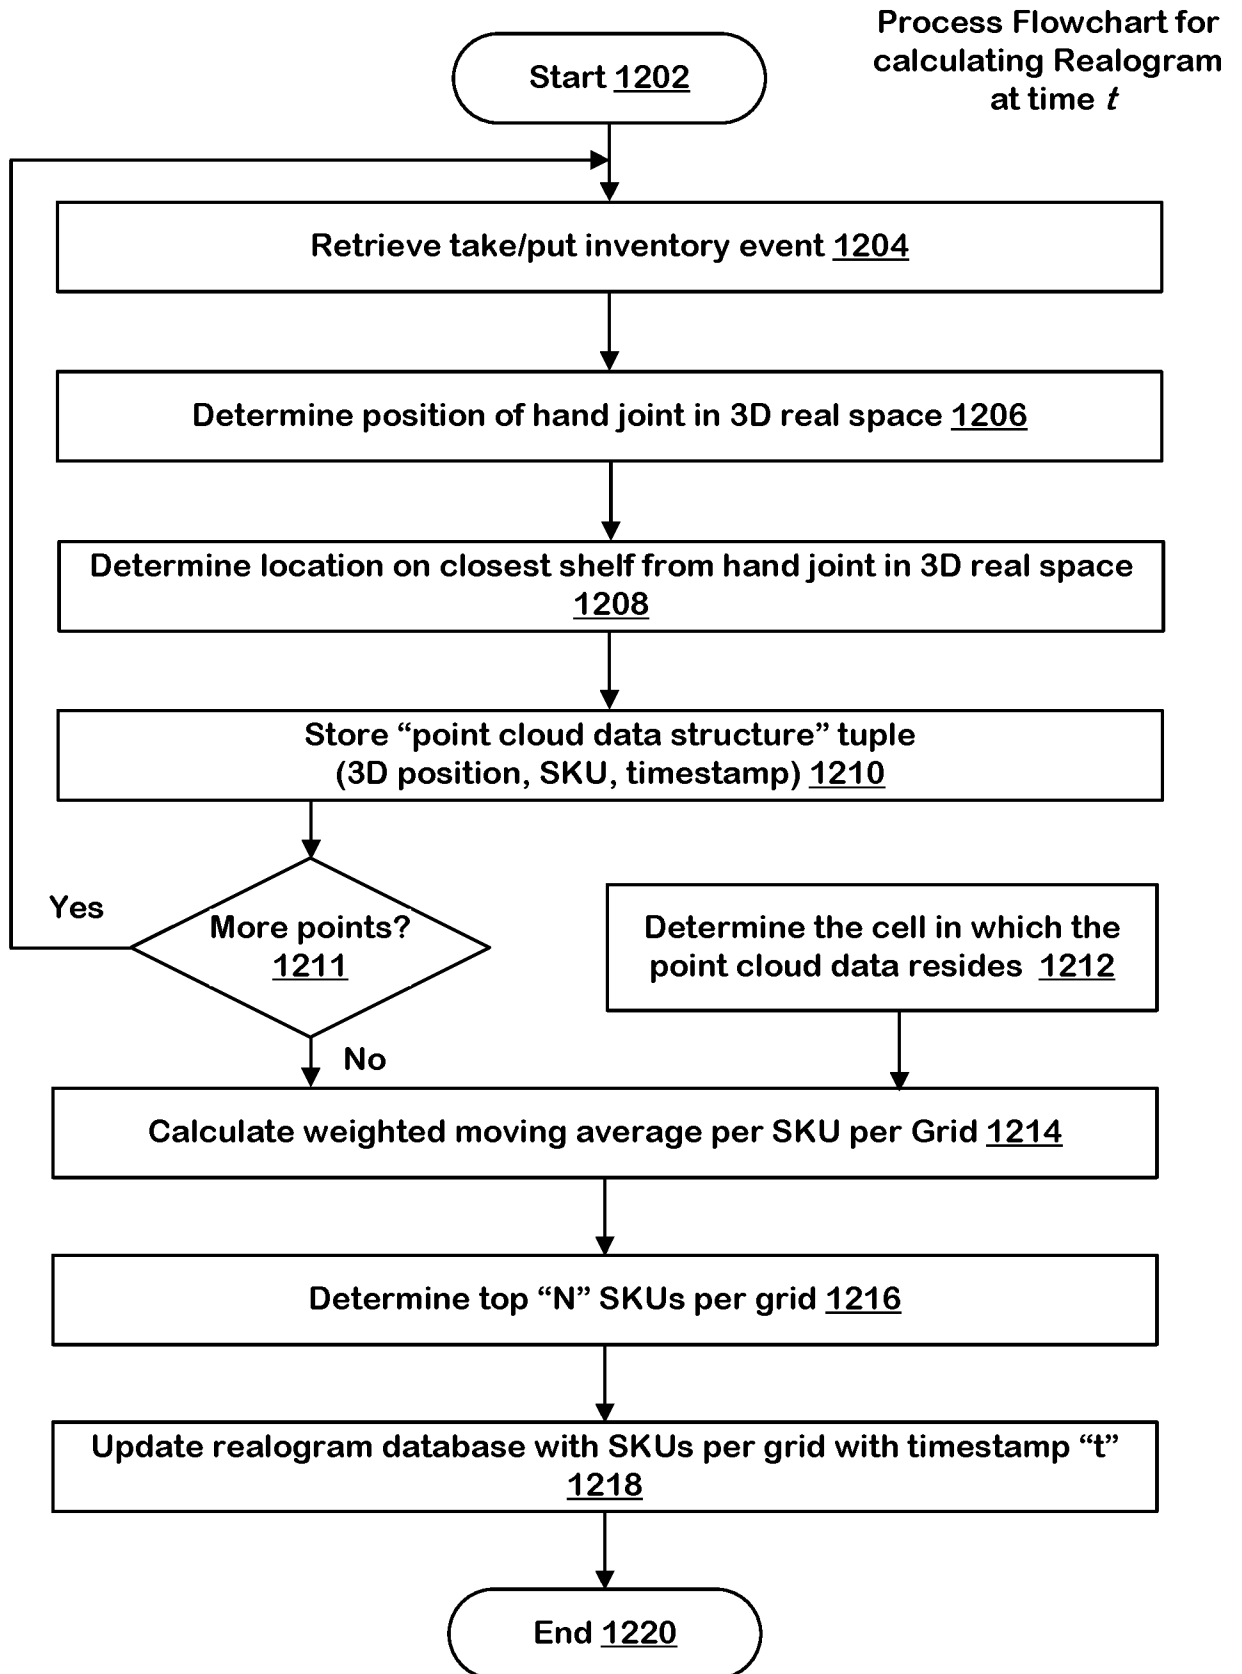 Process Flowchart for
calculating Realogram
at time t
Start 1202
Retrieve take/put inventory event 1204
Determine position of hand joint in 3D real space 1206
Determine location on closest shelf from hand joint in 3D real space
1208
Store “point cloud data structure” tuple
(3D position, SKU, timestamp) 1210
Yes
More points?
1211
No
Determine the cell in which the
point cloud data resides 1212
Calculate weighted moving average per SKU per Grid 1214
Determine top “N” SKUs per grid 1216
Update realogram database with SKUs per grid with timestamp “t”
1218
End 1220